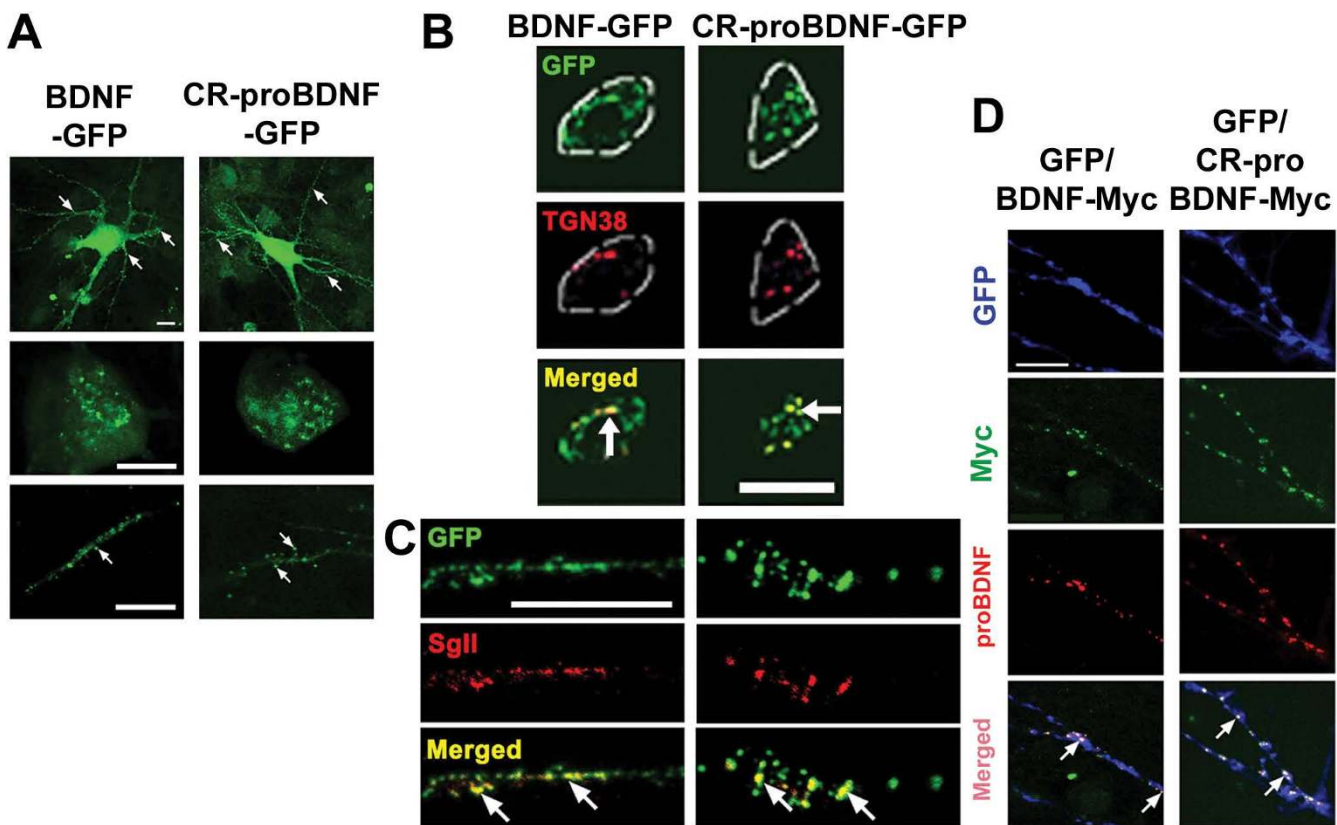 A
BDNF
-GFP
CR-proBDNF
-GFP
B
BDNF-GFP
CR-proBDNF-GFP
GFP
TGN38
Merged
C
GFP
SgII
Merged
D
GFP/
BDNF-Myc
GFP/
CR-pro
BDNF-Myc
GFP
Myc
proBDNF
Merged